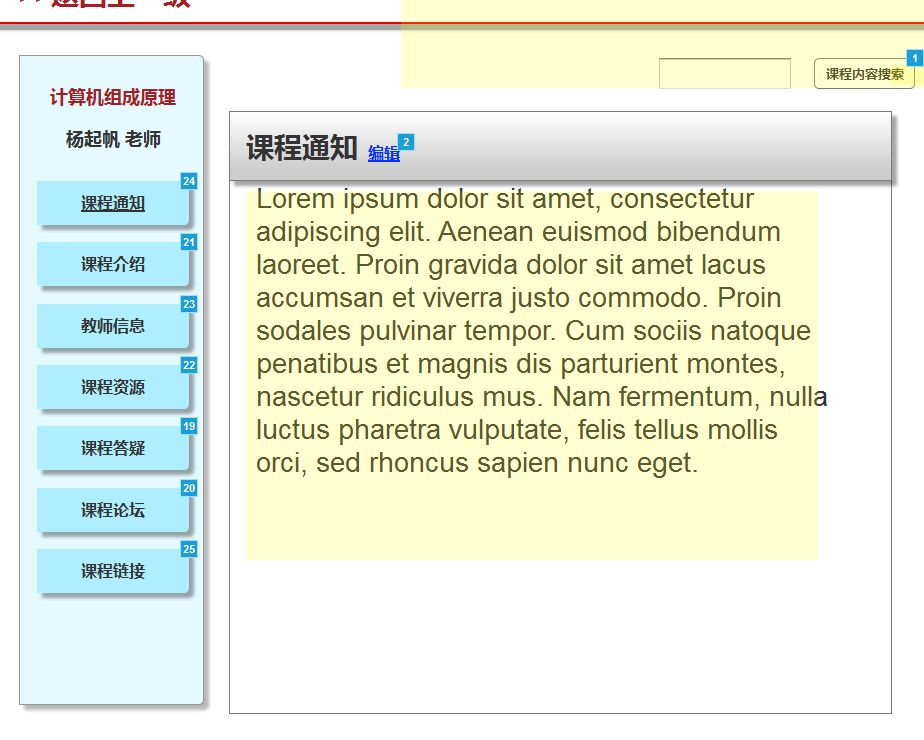 >> 返回上一级
计算机组成原理
杨起帆 老师
24
课程通知
21
课程介绍
23
教师信息
22
课程资源
19
课程答疑
20
课程论坛
25
课程链接
1
课程内容搜索
课程通知 编辑 2
Lorem ipsum dolor sit amet, consectetur
adipiscing elit. Aenean euismod bibendum
laoreet. Proin gravida dolor sit amet lacus
accumsan et viverra justo commodo. Proin
sodales pulvinar tempor. Cum sociis natoque
penatibus et magnis dis parturient montes,
nascetur ridiculus mus. Nam fermentum, nulla
luctus pharetra vulputate, felis tellus mollis
orci, sed rhoncus sapien nunc eget.